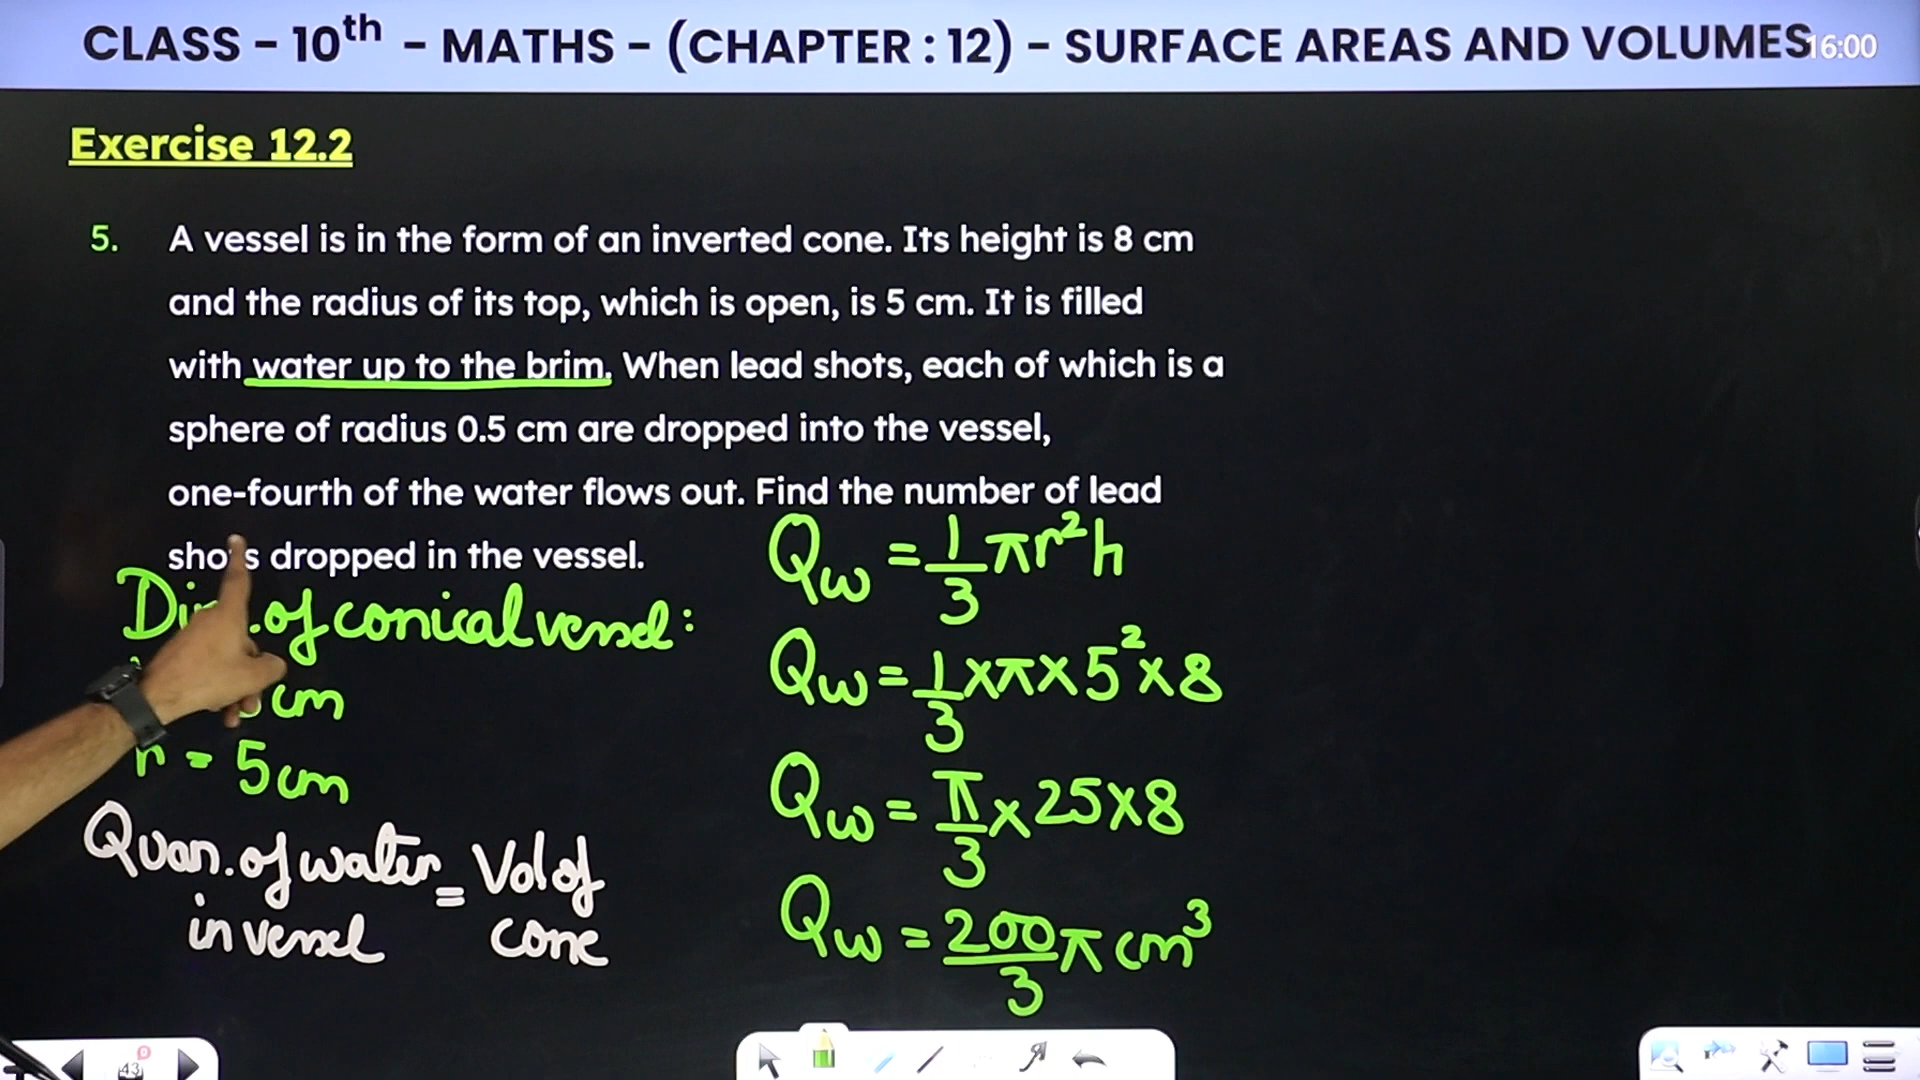 CLASS - 10th - MATHS - (CHAPTER : 12) - SURFACE AREAS AND VOLUMES
16:00
Exercise 12.2
5. A vessel is in the form of an inverted cone. Its height is 8 cm
and the radius of its top, which is open, is 5 cm. It is filled
with water up to the brim. When lead shots, each of which is a
sphere of radius 0.5 cm are dropped into the vessel,
one-fourth of the water flows out. Find the number of lead
shots dropped in the vessel.
of conical vessel:
cm
r = 5cm
Quan. of water in vessel = Vol of cone
Qw = 1/3 πr²h
Qw = 1/3 × π × 5² × 8
Qw = π/3 × 25 × 8
Qw = 200/3 π cm³
43